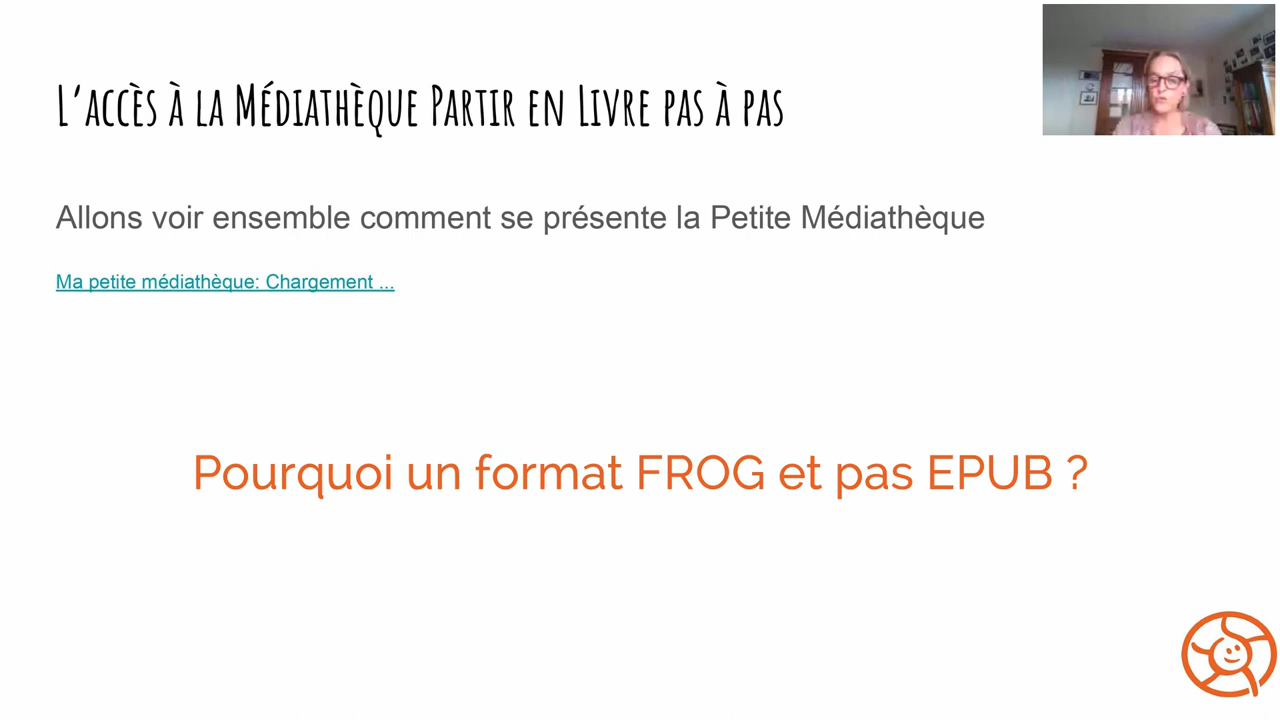 L’accès à la Médiathèque Partir en Livre pas à pas
Allons voir ensemble comment se présente la Petite Médiathèque
Ma petite médiathèque: Chargement ...
Pourquoi un format FROG et pas EPUB ?